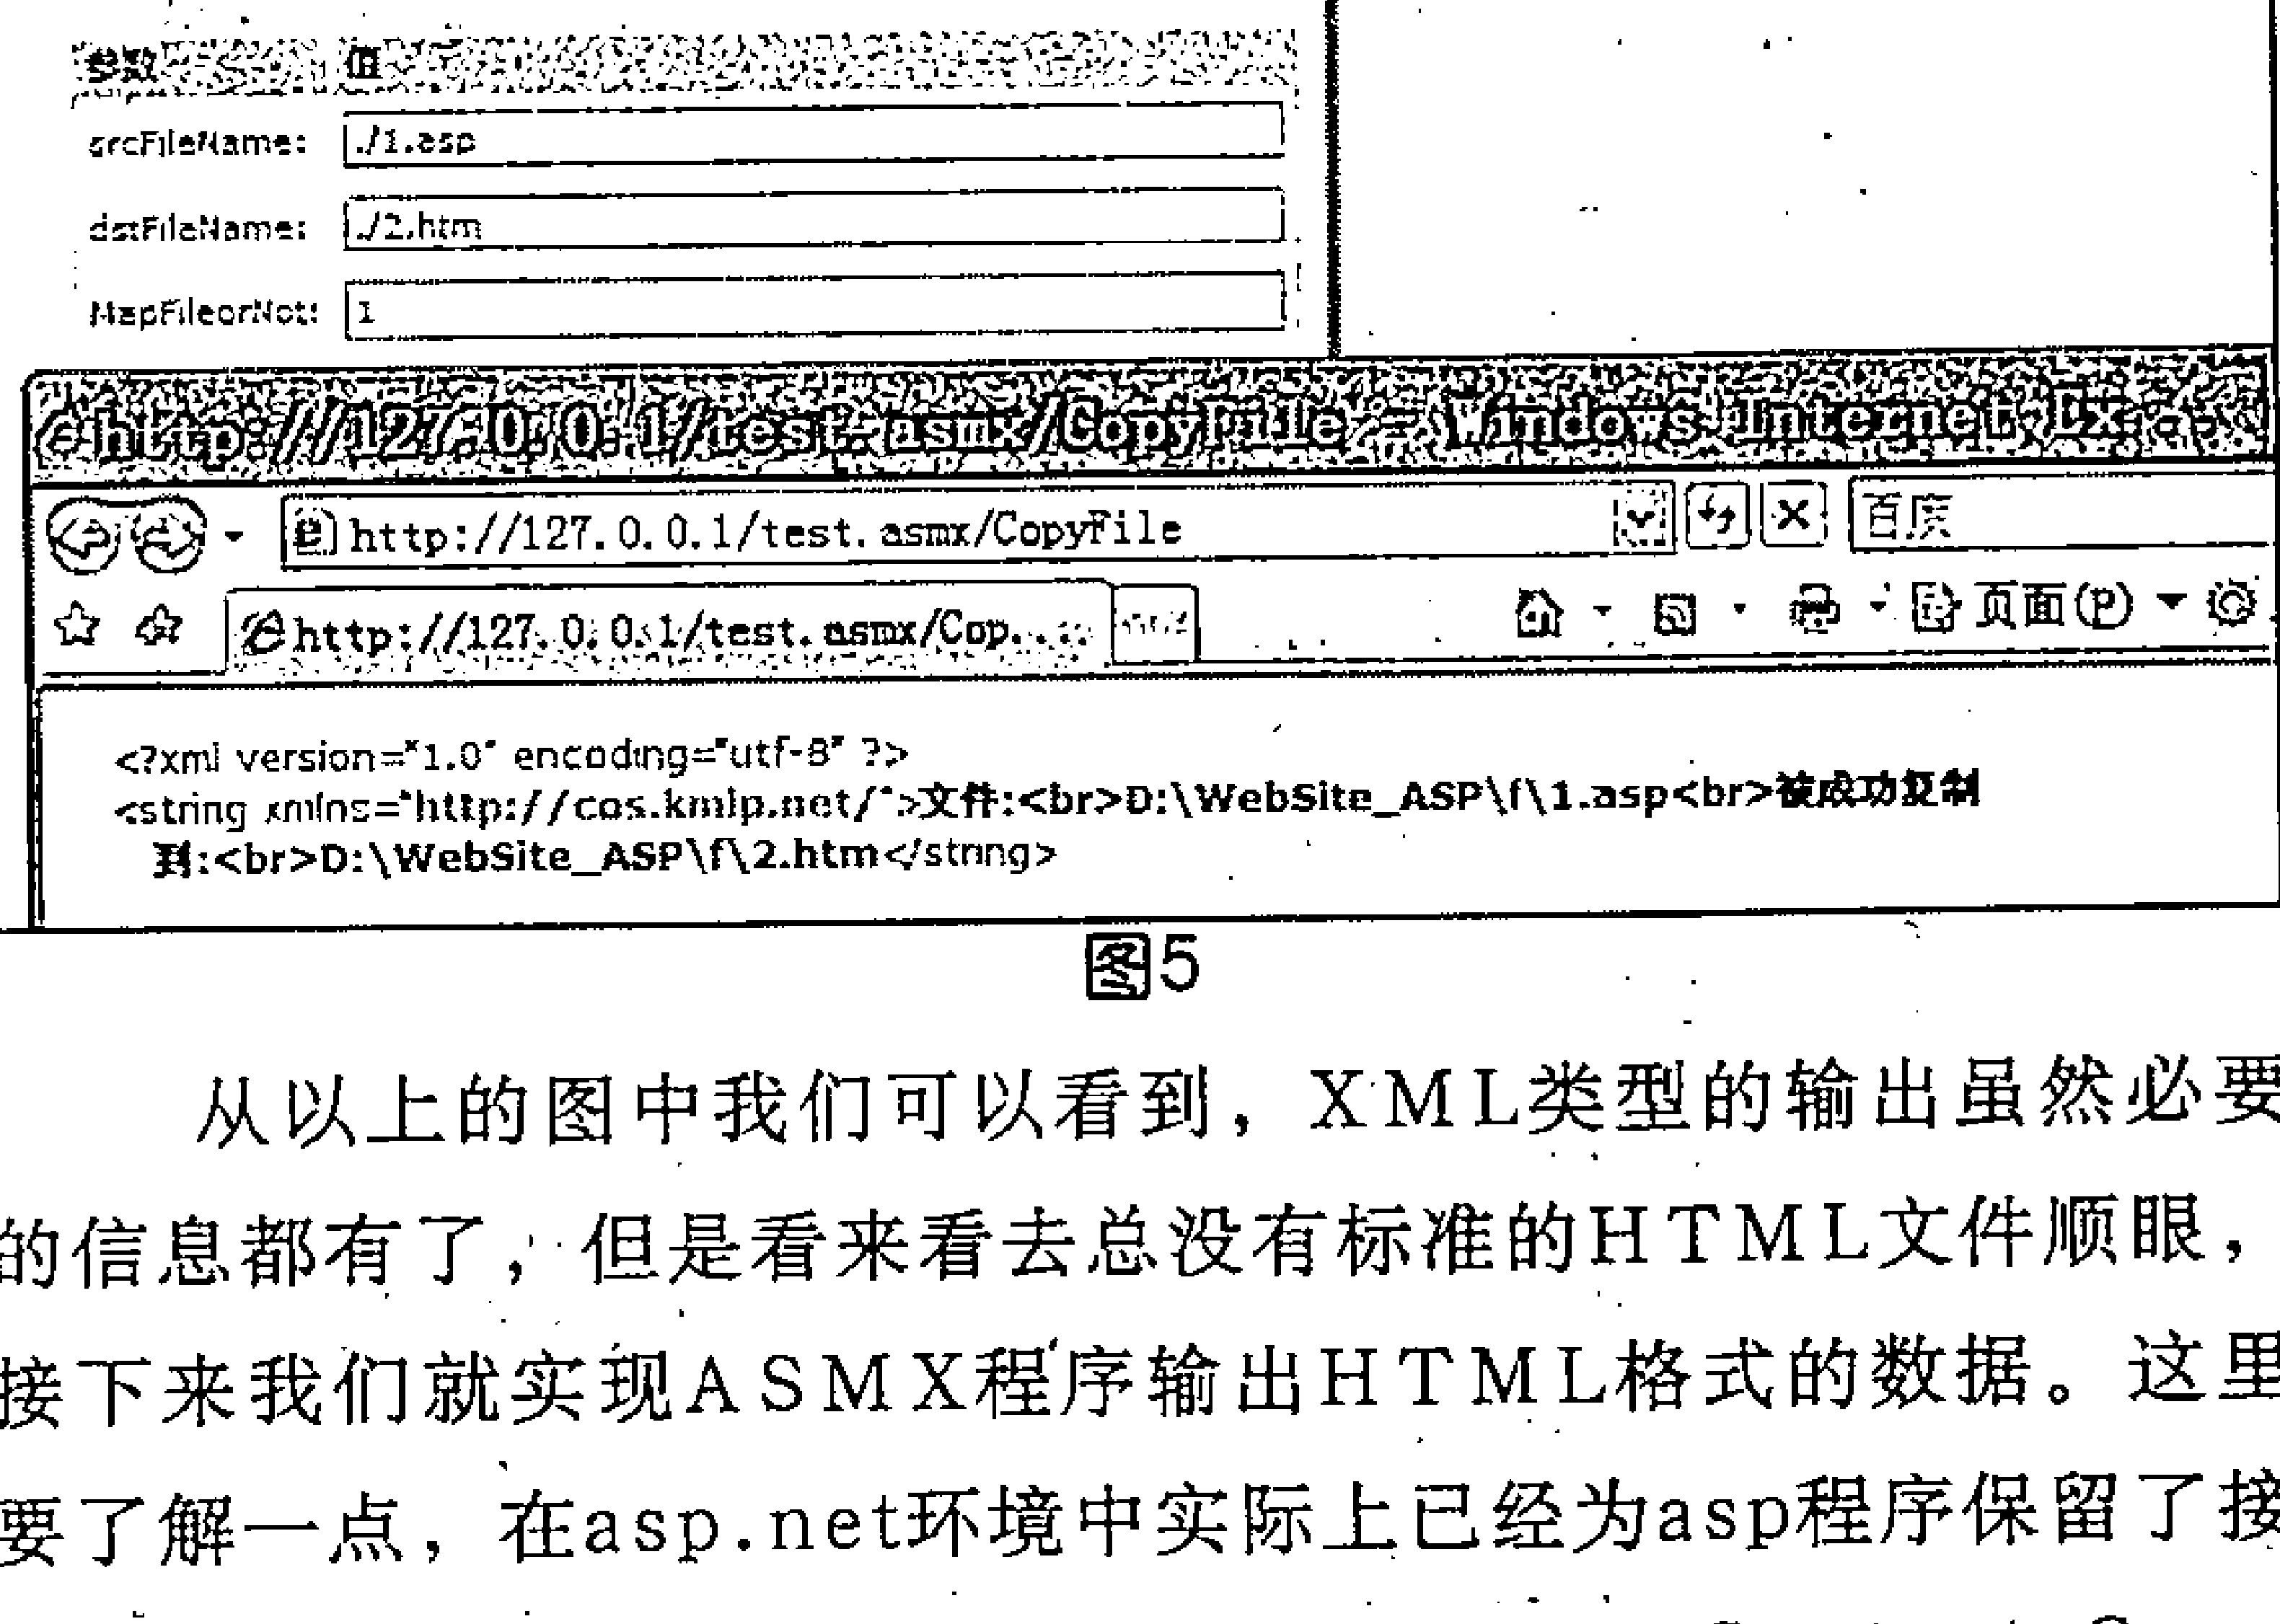 参数 值
srcFileName: ./1.asp
dstFileName: ./2.htm
MapFileorNot: 1
http://127.0.0.1/test.asmx/CopyFile - Windows Internet Ex...
http://127.0.0.1/test.asmx/CopyFile 百度
http://127.0.0.1/test.asmx/Cop... 页面(P)
<?xml version="1.0" encoding="utf-8" ?>
<string xmlns="http://cos.kmlp.net/">文件:<br>D:\WebSite_ASP\f\1.asp<br>被成功复制
到:<br>D:\WebSite_ASP\f\2.htm</string>
图5
从以上的图中我们可以看到，XML类型的输出虽然必要
的信息都有了，但是看来看去总没有标准的HTML文件顺眼，
接下来我们就实现ASMX程序输出HTML格式的数据。这里
要了解一点，在asp.net环境中实际上已经为asp程序保留了接